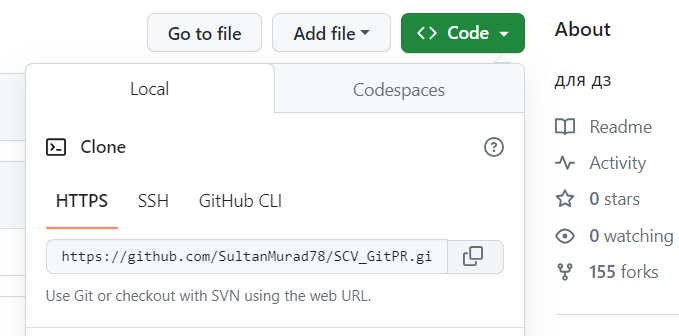 Go to file
Add file
Code
About
Local
Codespaces
для дз
Clone
Readme
HTTPS
SSH
GitHub CLI
Activity
0 stars
https://github.com/SultanMurad78/SCV_GitPR.gi
0 watching
155 forks
Use Git or checkout with SVN using the web URL.